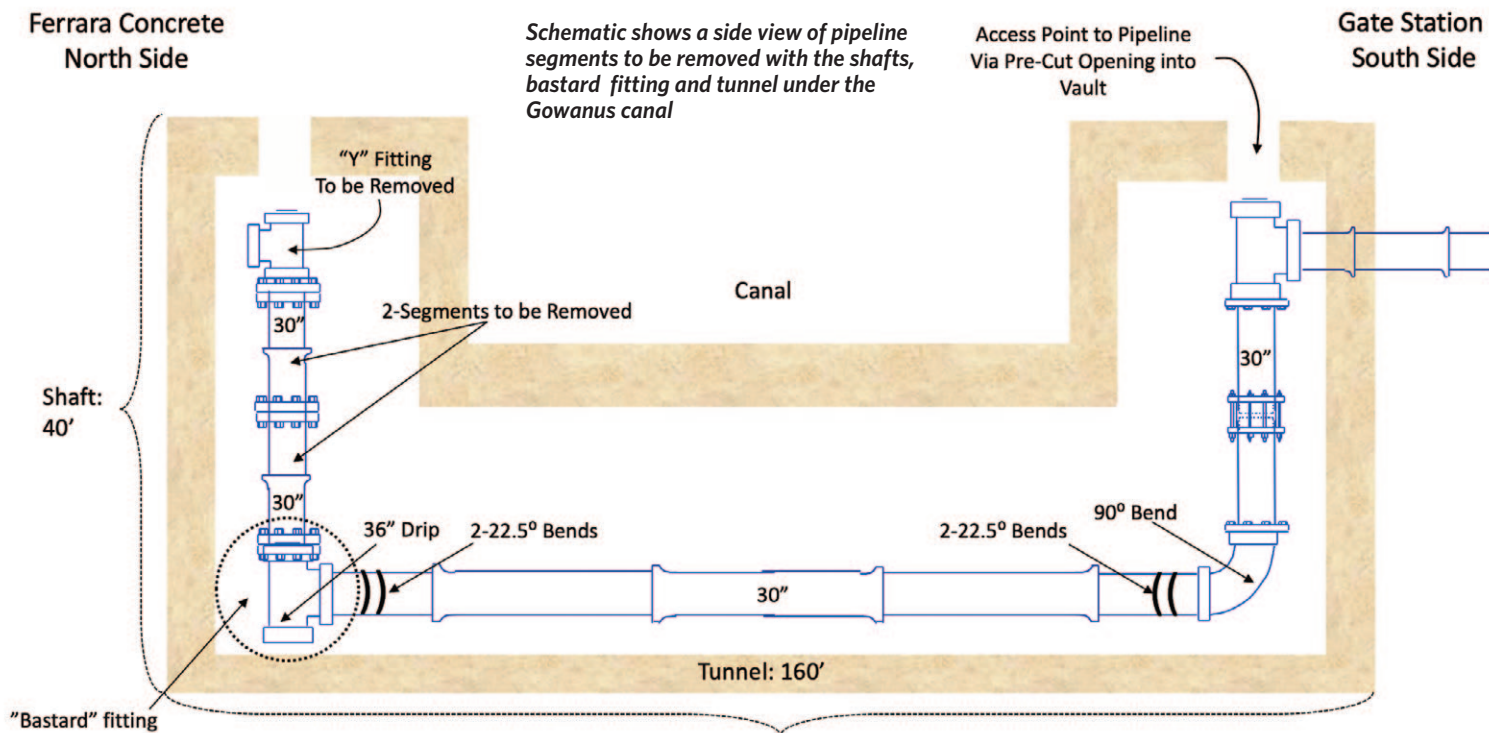 Ferrara Concrete
North Side
Schematic shows a side view of pipeline
segments to be removed with the shafts,
bastard fitting and tunnel under the
Gowanus canal
Access Point to Pipeline
Via Pre-Cut Opening into
Vault
Gate Station
South Side
“Y” Fitting
To be Removed
Canal
2-Segments to be Removed
30”
30”
Shaft:
40’
30”
36” Drip
2-22.5⁰ Bends
2-22.5⁰ Bends
90⁰ Bend
30”
Tunnel: 160’
”Bastard” fitting